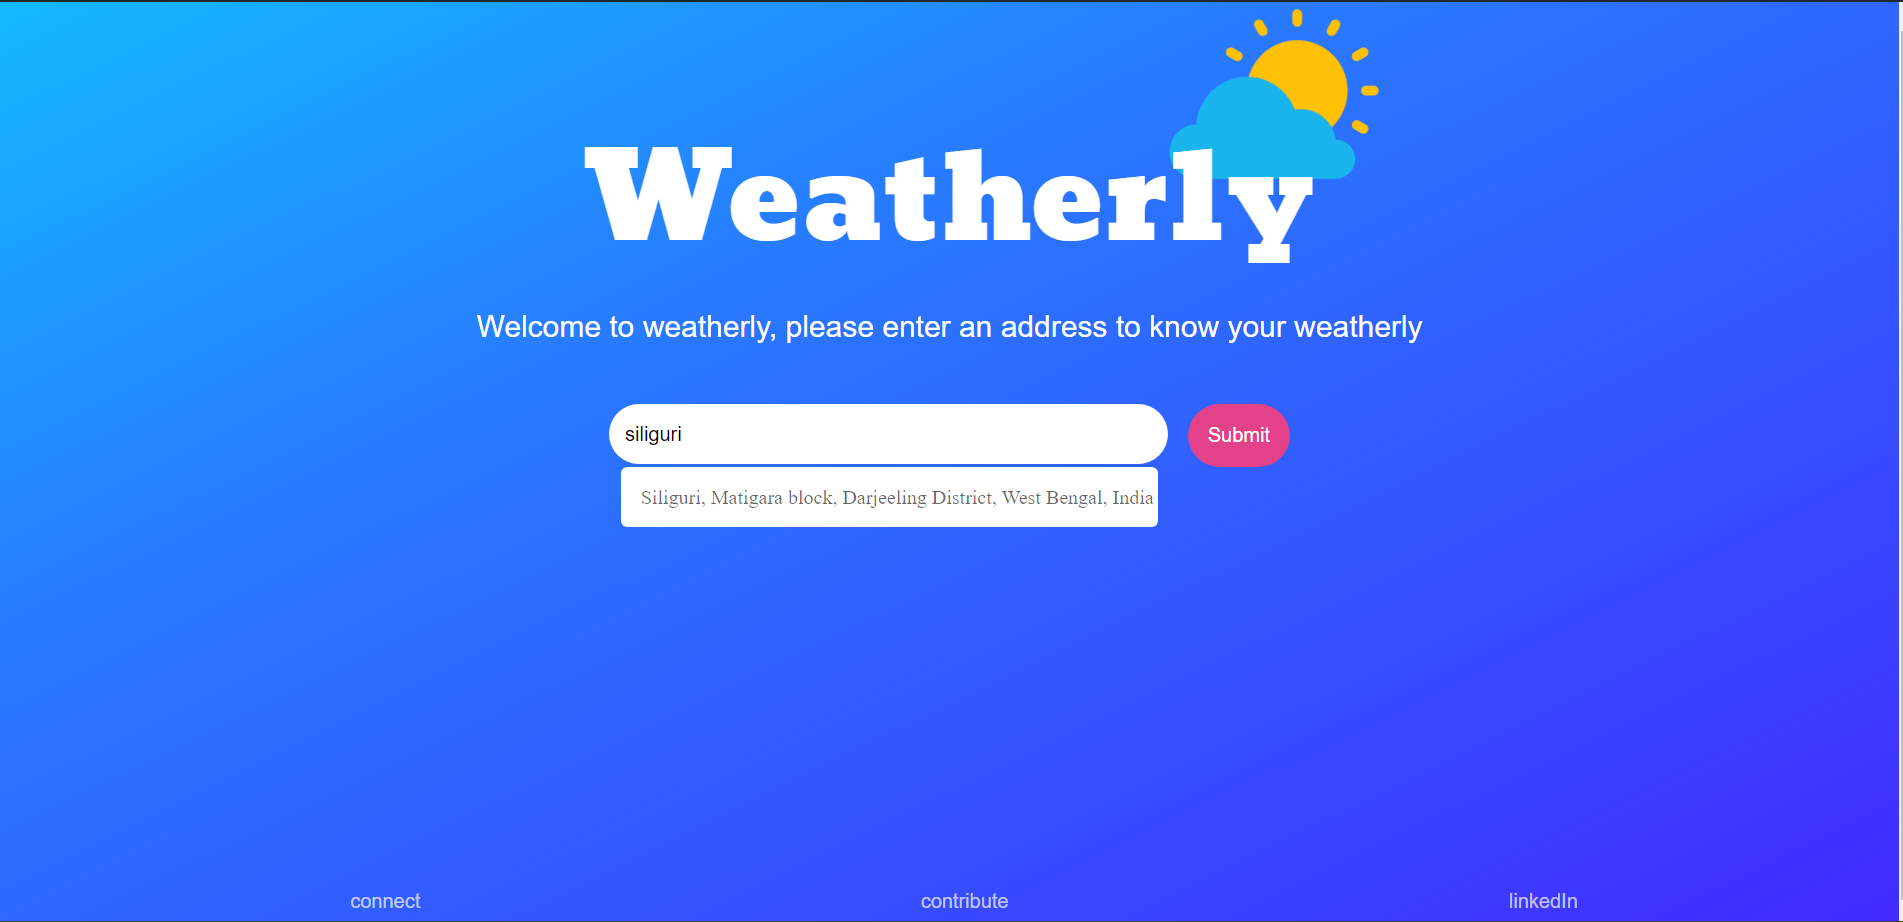 Weatherly
Welcome to weatherly, please enter an address to know your weatherly
siliguri
Submit
Siliguri, Matigara block, Darjeeling District, West Bengal, India
connect
contribute
linkedIn